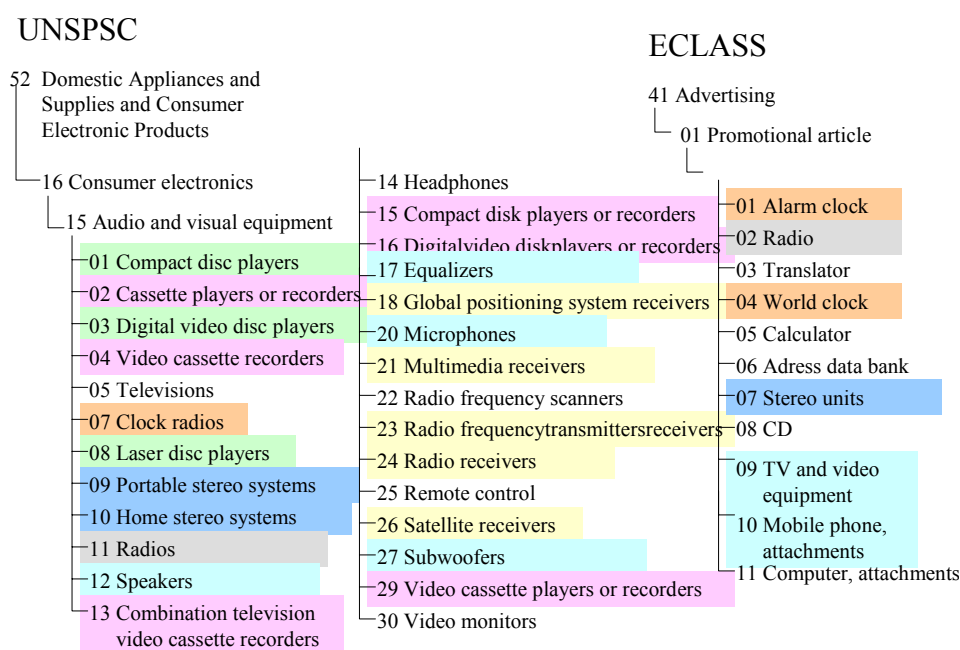 UNSPSC
52 Domestic Appliances and
Supplies and Consumer
Electronic Products
16 Consumer electronics
15 Audio and visual equipment
01 Compact disc players
02 Cassette players or recorders
03 Digital video disc players
04 Video cassette recorders
05 Televisions
07 Clock radios
08 Laser disc players
09 Portable stereo systems
10 Home stereo systems
11 Radios
12 Speakers
13 Combination television
video cassette recorders
14 Headphones
15 Compact disk players or recorders
16 Digitalvideo diskplayers or recorders
17 Equalizers
18 Global positioning system receivers
20 Microphones
21 Multimedia receivers
22 Radio frequency scanners
23 Radio frequencytransmittersreceivers
24 Radio receivers
25 Remote control
26 Satellite receivers
27 Subwoofers
29 Video cassette players or recorders
30 Video monitors
ECLASS
41 Advertising
01 Promotional article
01 Alarm clock
02 Radio
03 Translator
04 World clock
05 Calculator
06 Adress data bank
07 Stereo units
08 CD
09 TV and video
equipment
10 Mobile phone,
attachments
11 Computer, attachments